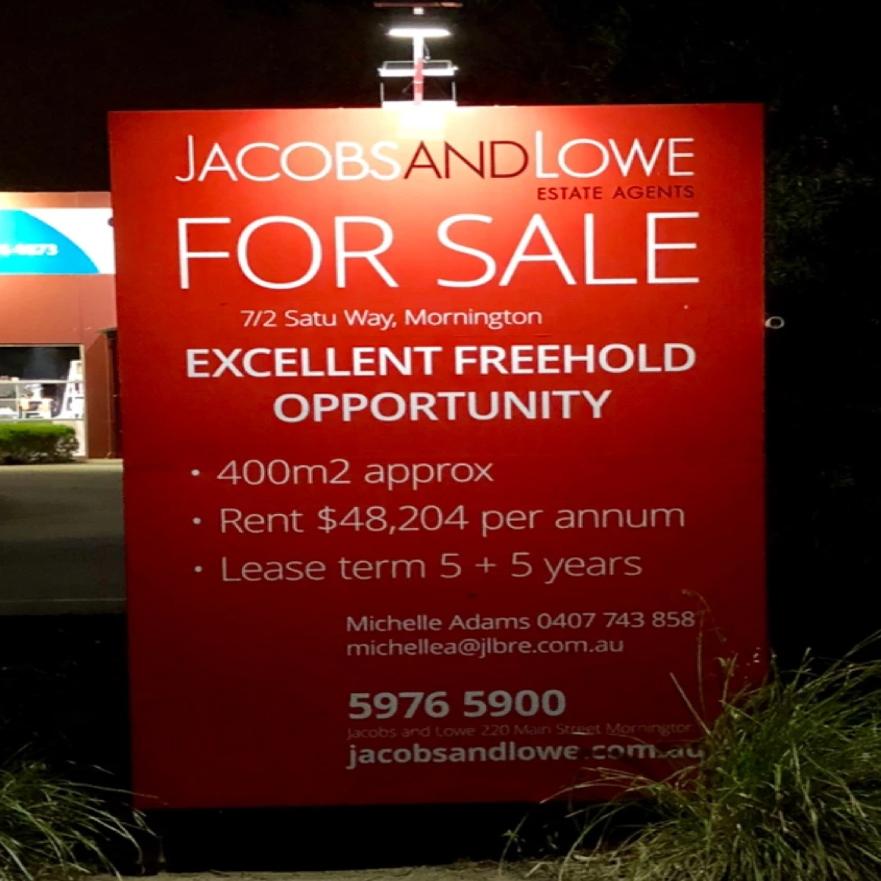 JACOBSANDLOWE
ESTATE AGENTS
FOR SALE
7/2 Satu Way, Mornington
EXCELLENT FREEHOLD
OPPORTUNITY
• 400m2 approx
• Rent $48,204 per annum
• Lease term 5 + 5 years
Michelle Adams 0407 743 858
michellea@jlbre.com.au
5976 5900
Jacobs and Lowe 220 Main Street Mornington
jacobsandlowe.com.au